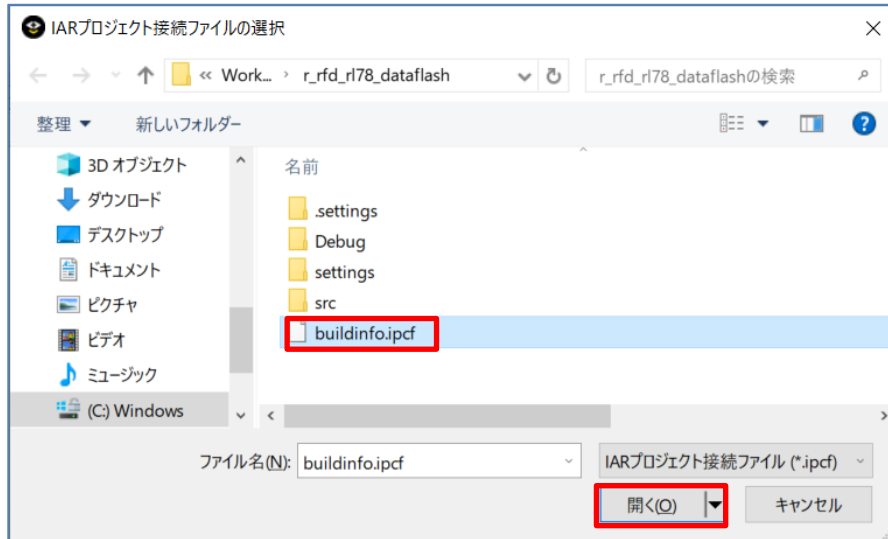 IARプロジェクト接続ファイルの選択
« Work... › r_rfd_rl78_dataflash
r_rfd_rl78_dataflashの検索
整理
新しいフォルダー
?
3D オブジェクト
ダウンロード
デスクトップ
ドキュメント
ピクチャ
ビデオ
ミュージック
(C:) Windows
名前
.settings
Debug
settings
src
buildinfo.ipcf
ファイル名(N): buildinfo.ipcf
IARプロジェクト接続ファイル (*.ipcf)
開く(O)
キャンセル